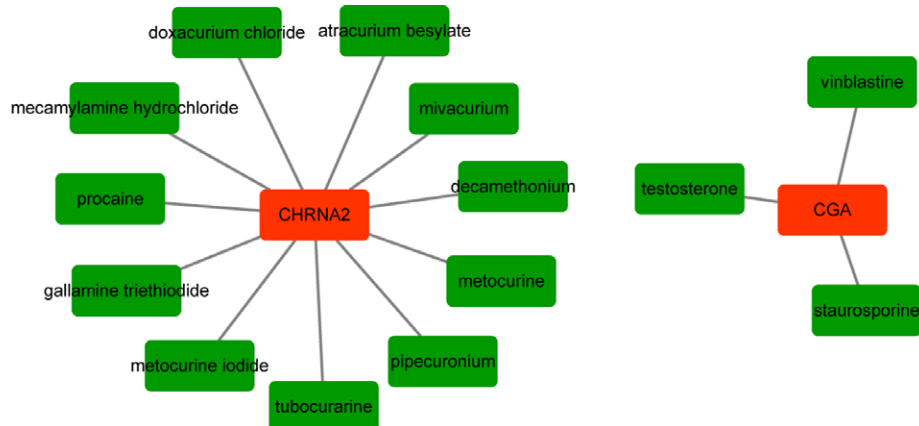 doxacurium chloride
atracurium besylate
vinblastine
mecamylamine hydrochloride
mivacurium
decamethonium
testosterone
procaine
CHRNA2
CGA
gallamine triethiodide
metocurine
staurosporine
metocurine iodide
pipecuronium
tubocurarine